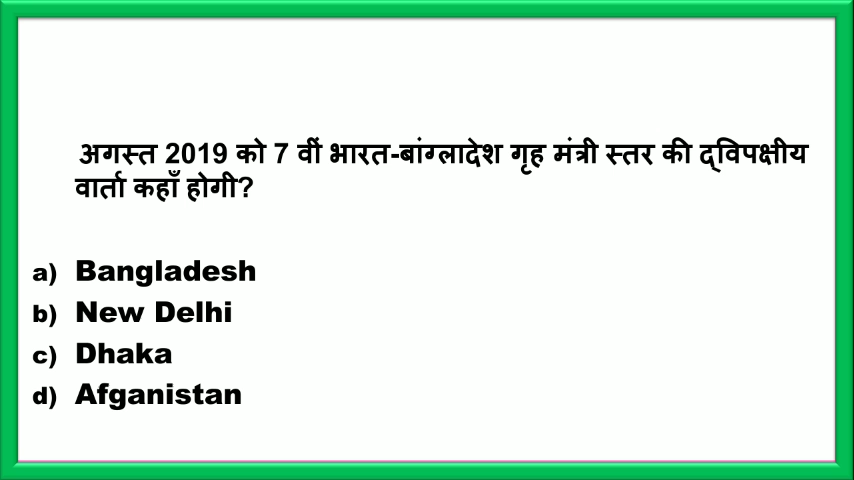 अगस्त 2019 को 7 वीं भारत-बांग्लादेश गृह मंत्री स्तर की द्विपक्षीय
वार्ता कहाँ होगी?
a) Bangladesh
b) New Delhi
c) Dhaka
d) Afganistan